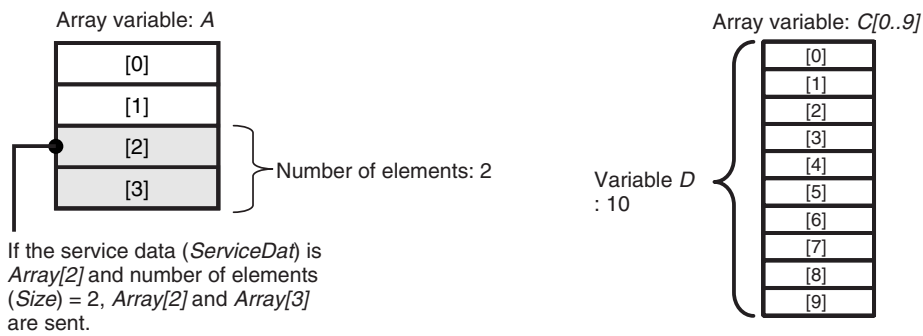 Array variable: A
[0]
[1]
[2]
[3]
Number of elements: 2
If the service data (ServiceDat) is
Array[2] and number of elements
(Size) = 2, Array[2] and Array[3]
are sent.
Array variable: C[0..9]
[0]
[1]
[2]
[3]
[4]
[5]
[6]
[7]
[8]
[9]
Variable D
: 10